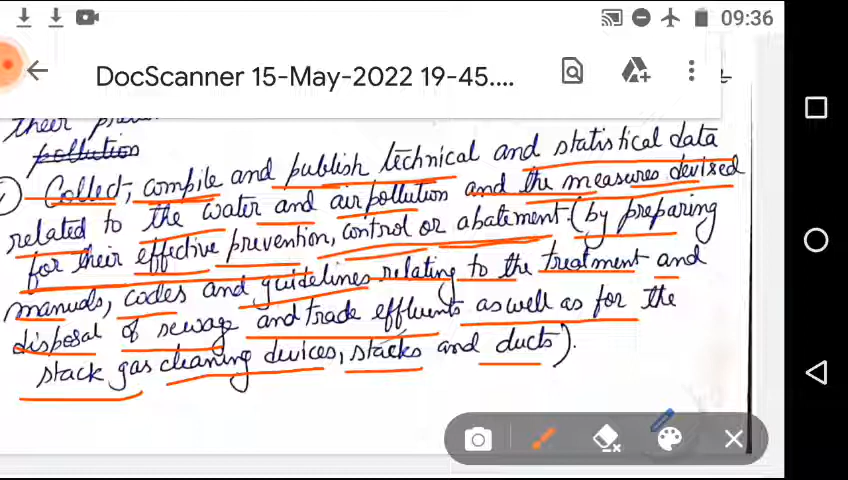 09:36
DocScanner 15-May-2022 19-45....
their
pollution
Collect, compile and publish technical and statistical data
related to the water and air pollution and the measures devised
for their effective prevention, control or abatement (by preparing
manuals, codes and guidelines relating to the treatment and
disposal of sewage and trade effluents as well as for the
stack gas cleaning devices, stacks and ducts).